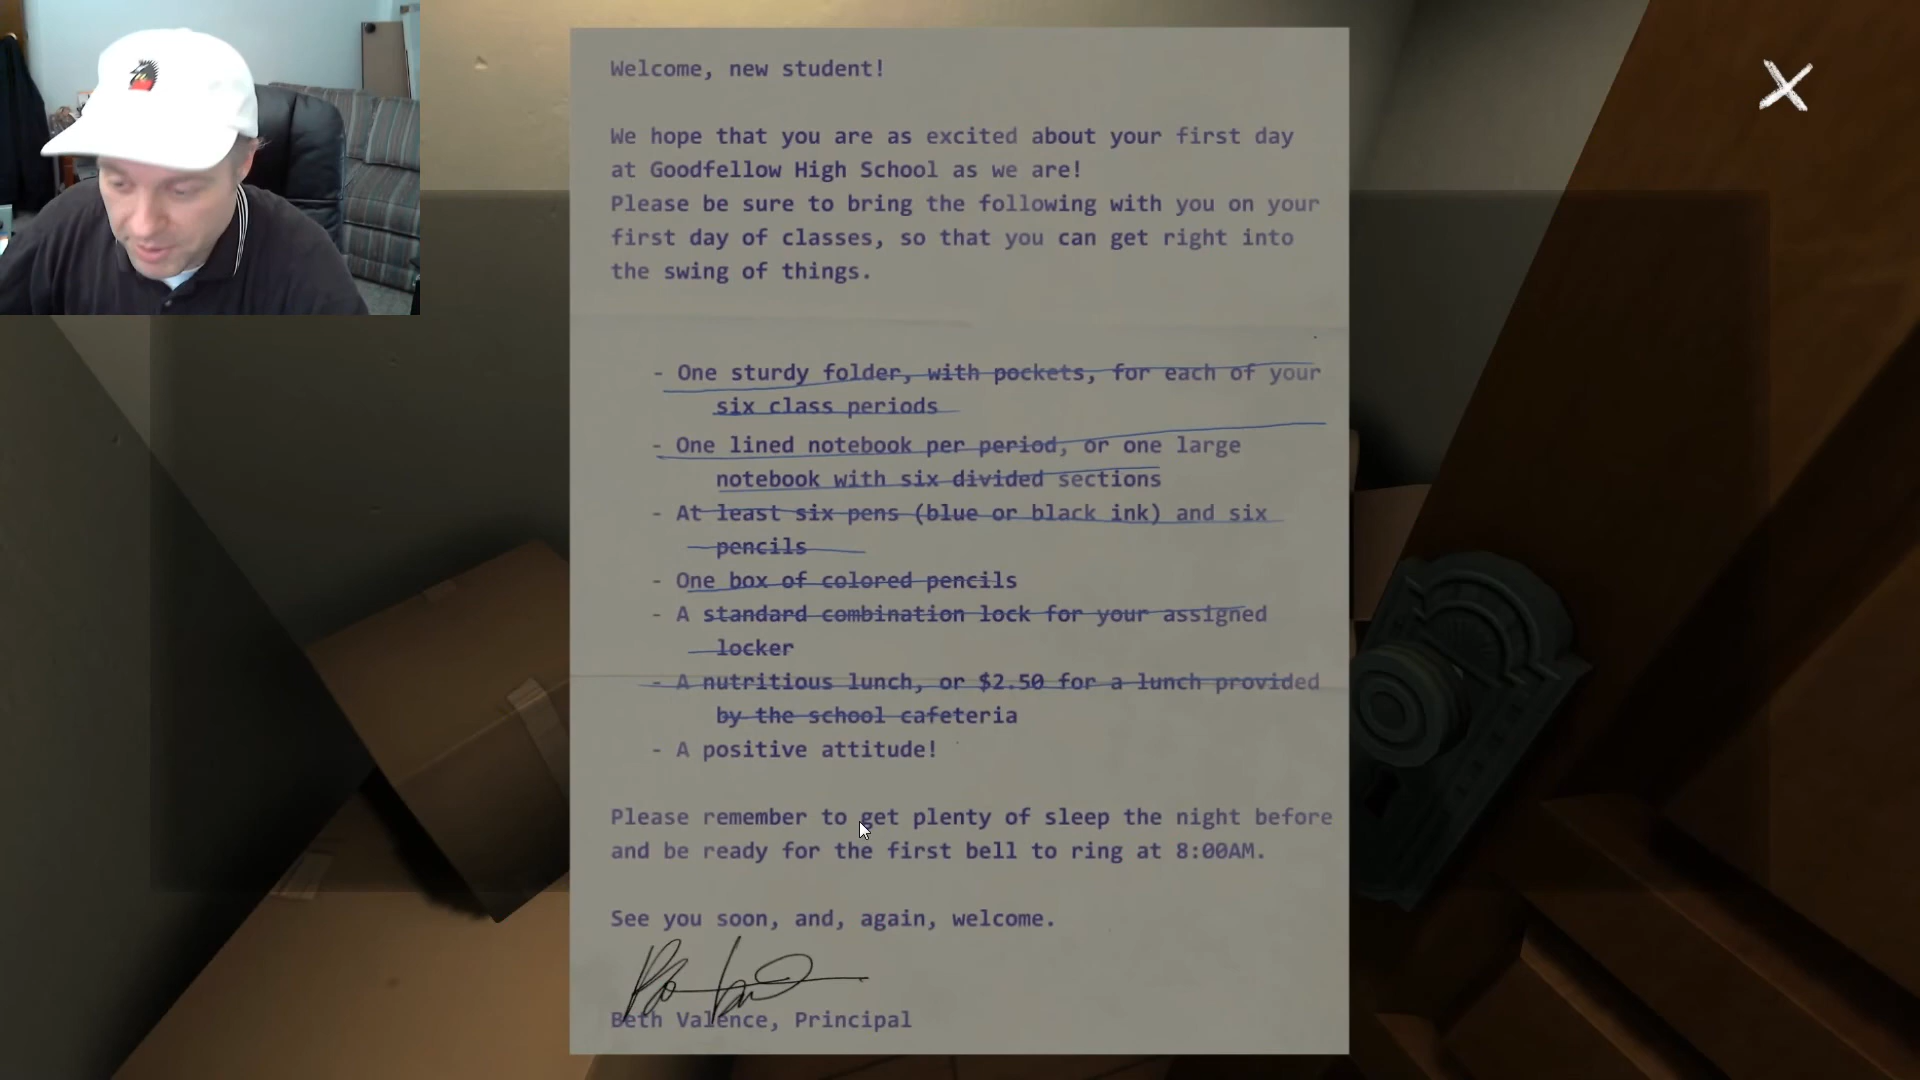 Welcome, new student!
We hope that you are as excited about your first day
at Goodfellow High School as we are!
Please be sure to bring the following with you on your
first day of classes, so that you can get right into
the swing of things.
- One sturdy folder, with pockets, for each of your
six class periods
- One lined notebook per period, or one large
notebook with six divided sections
- At least six pens (blue or black ink) and six
pencils
- One box of colored pencils
- A standard combination lock for your assigned
locker
- A nutritious lunch, or $2.50 for a lunch provided
by the school cafeteria
- A positive attitude!
Please remember to get plenty of sleep the night before
and be ready for the first bell to ring at 8:00AM.
See you soon, and, again, welcome.
Beth Valence, Principal